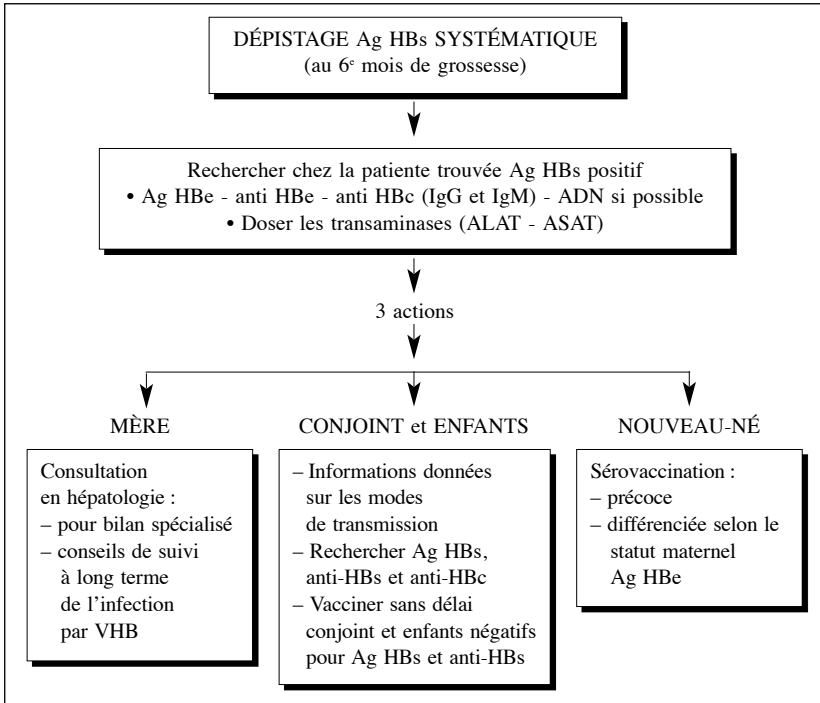 DÉPISTAGE Ag HBs SYSTÉMATIQUE
(au 6e mois de grossesse)
Rechercher chez la patiente trouvée Ag HBs positif
• Ag HBe - anti HBe - anti HBc (IgG et IgM) - ADN si possible
• Doser les transaminases (ALAT - ASAT)
3 actions
MÈRE
Consultation
en hépatologie :
– pour bilan spécialisé
– conseils de suivi
à long terme
de l’infection
par VHB
CONJOINT et ENFANTS
– Informations données
sur les modes
de transmission
– Rechercher Ag HBs,
anti-HBs et anti-HBc
– Vacciner sans délai
conjoint et enfants négatifs
pour Ag HBs et anti-HBs
NOUVEAU-NÉ
Sérovaccination :
– précoce
– différenciée selon le
statut maternel
Ag HBe